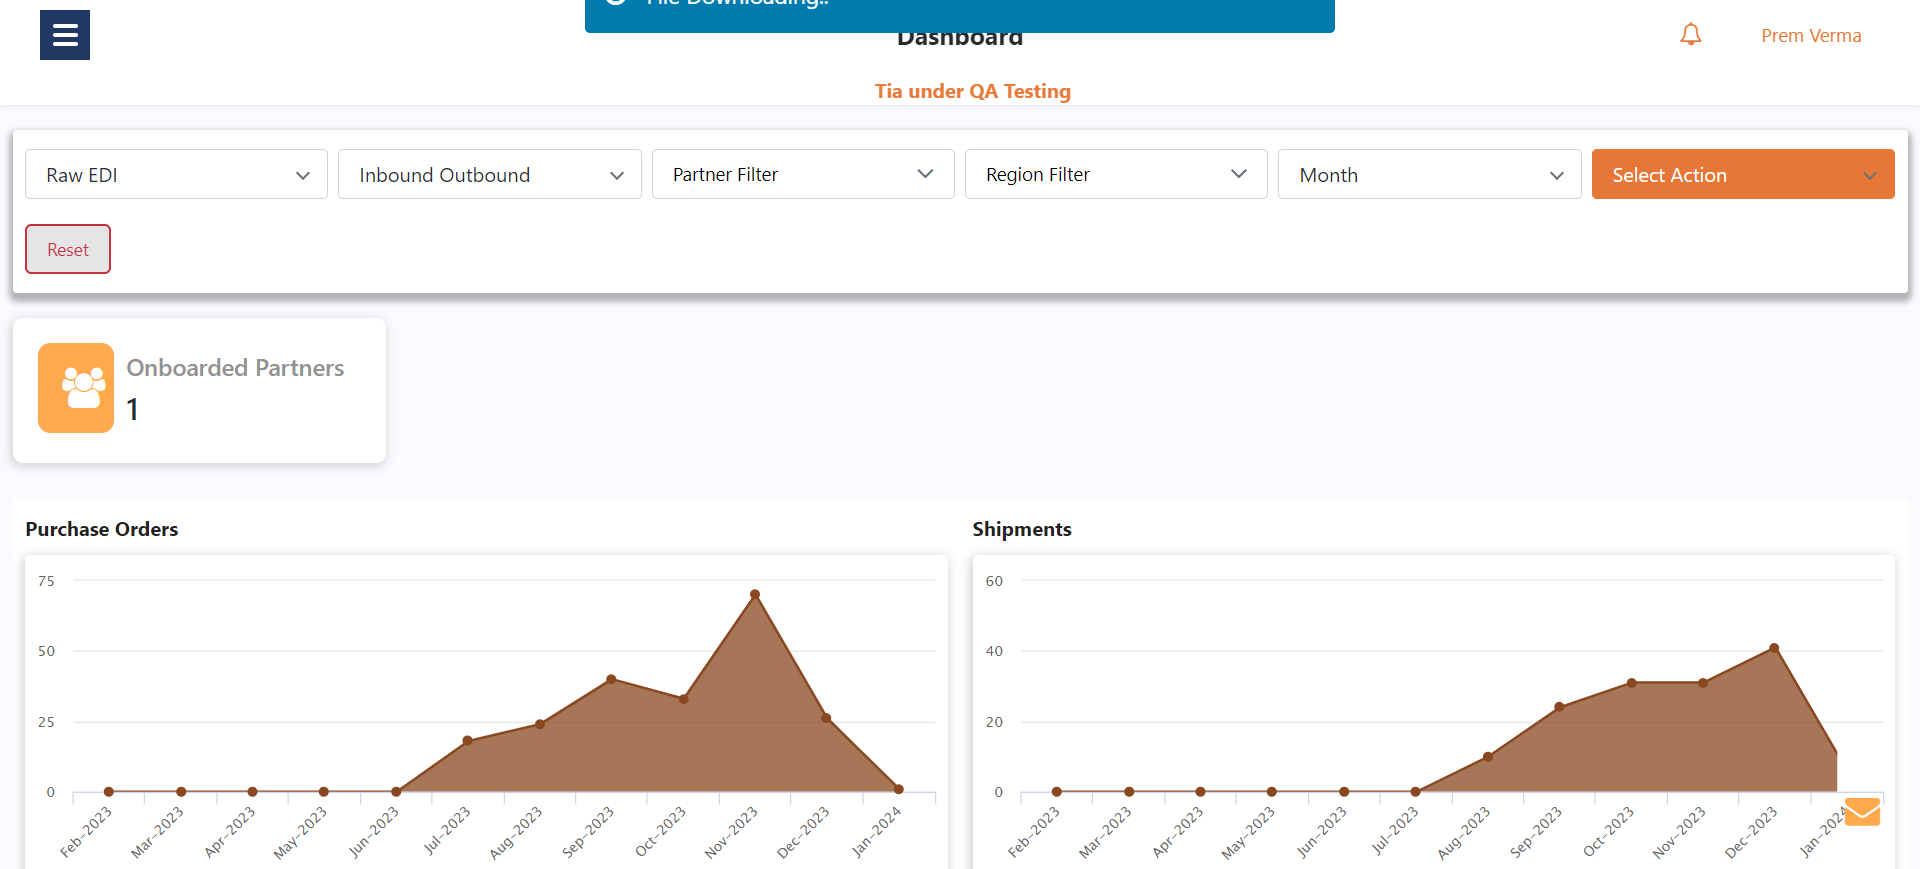 File Downloading..
Dashboard
Prem Verma
Tia under QA Testing
Raw EDI
Inbound Outbound
Partner Filter
Region Filter
Month
Select Action
Reset
Onboarded Partners
1
Purchase Orders
75
50
25
0
Feb-2023
Mar-2023
Apr-2023
May-2023
Jun-2023
Jul-2023
Aug-2023
Sep-2023
Oct-2023
Nov-2023
Dec-2023
Jan-2024
Shipments
60
40
20
0
Feb-2023
Mar-2023
Apr-2023
May-2023
Jun-2023
Jul-2023
Aug-2023
Sep-2023
Oct-2023
Nov-2023
Dec-2023
Jan-2024